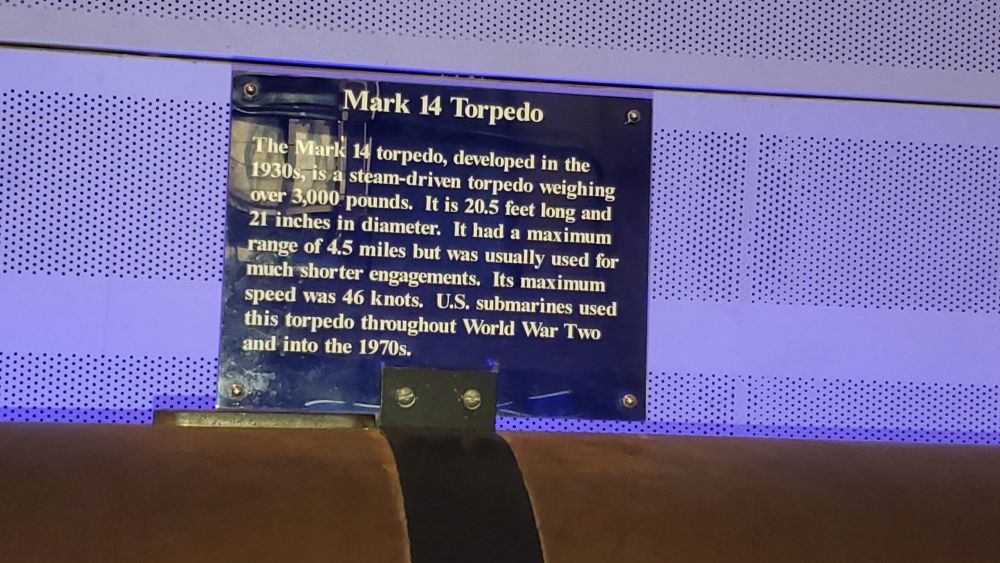 Mark 14 Torpedo
The Mark 14 torpedo, developed in the
1930s, is a steam-driven torpedo weighing
over 3,000 pounds. It is 20.5 feet long and
21 inches in diameter. It had a maximum
range of 4.5 miles but was usually used for
much shorter engagements. Its maximum
speed was 46 knots. U.S. submarines used
this torpedo throughout World War Two
and into the 1970s.